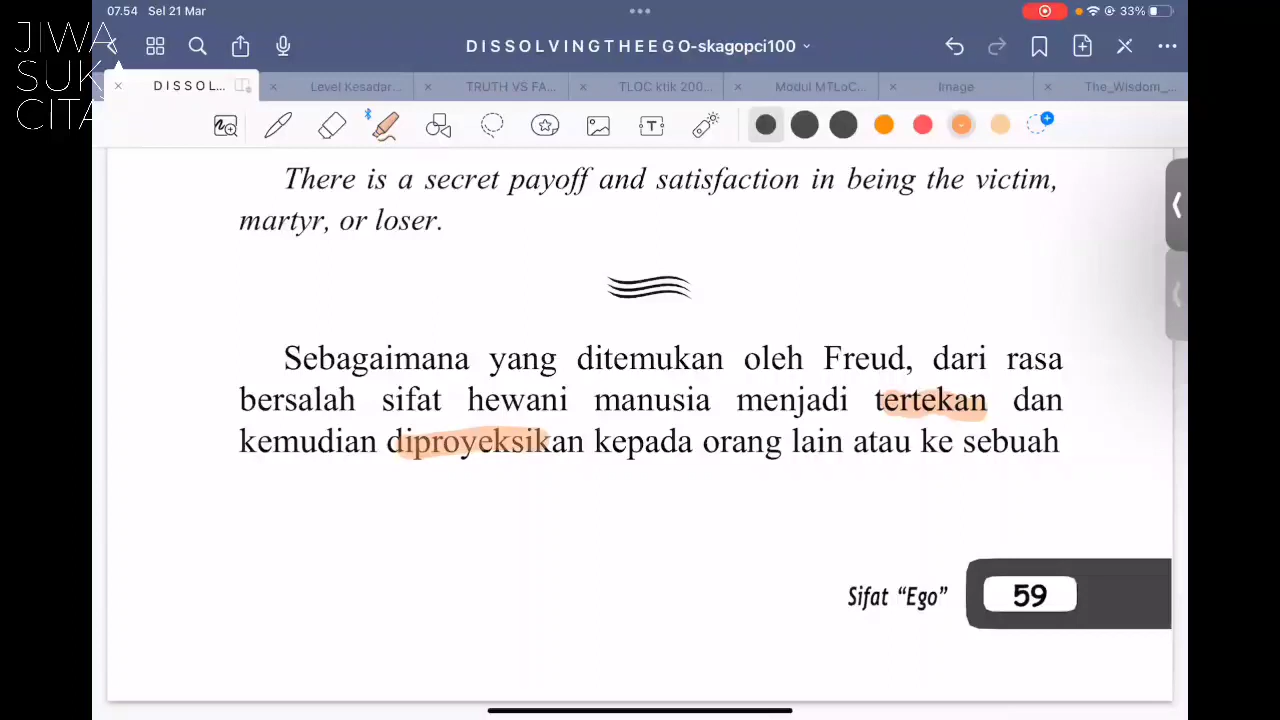 07.54 Sel 21 Mar
33%
JIWA
SUKA
CITA
D I S S O L V I N G T H E E G O-skagopci100
D I S S O L...
Level Kesadar...
TRUTH VS FA...
TLOC ktik 200...
Modul MTLoC...
Image
The_Wisdom_...
There is a secret payoff and satisfaction in being the victim,
martyr, or loser.
Sebagaimana yang ditemukan oleh Freud, dari rasa
bersalah sifat hewani manusia menjadi tertekan dan
kemudian diproyeksikan kepada orang lain atau ke sebuah
Sifat “Ego”
59